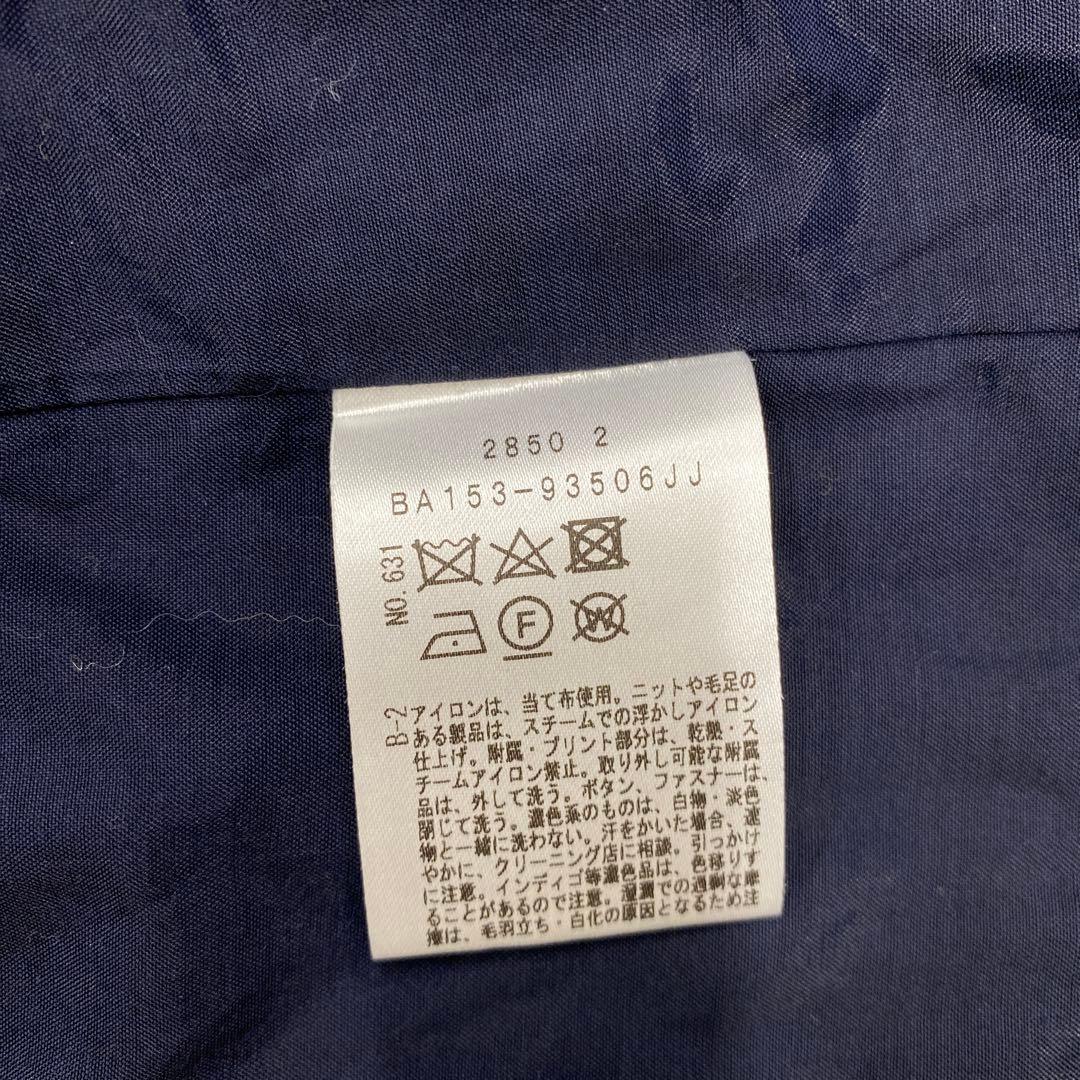 2850 2
BA153-93506JJ
NO.631
F
W
B-2
アイロンは、当て布使用。ニットや毛足の
ある製品は、スチームでの浮かしアイロン
仕上げ。附属・プリント部分は、乾熱・ス
チームアイロン禁止。取り外し可能な附属
品は、外して洗う。ボタン、ファスナーは、
閉じて洗う。濃色系のものは、白物・淡色
物と一緒に洗わない。汗をかいた場合、速
やかに、クリーニング店に相談。引っかけ
に注意。インディゴ等濃色品は、色移りす
ることがあるので注意。湿潤での過剰な摩
擦は、毛羽立ち・白化の原因となるため注